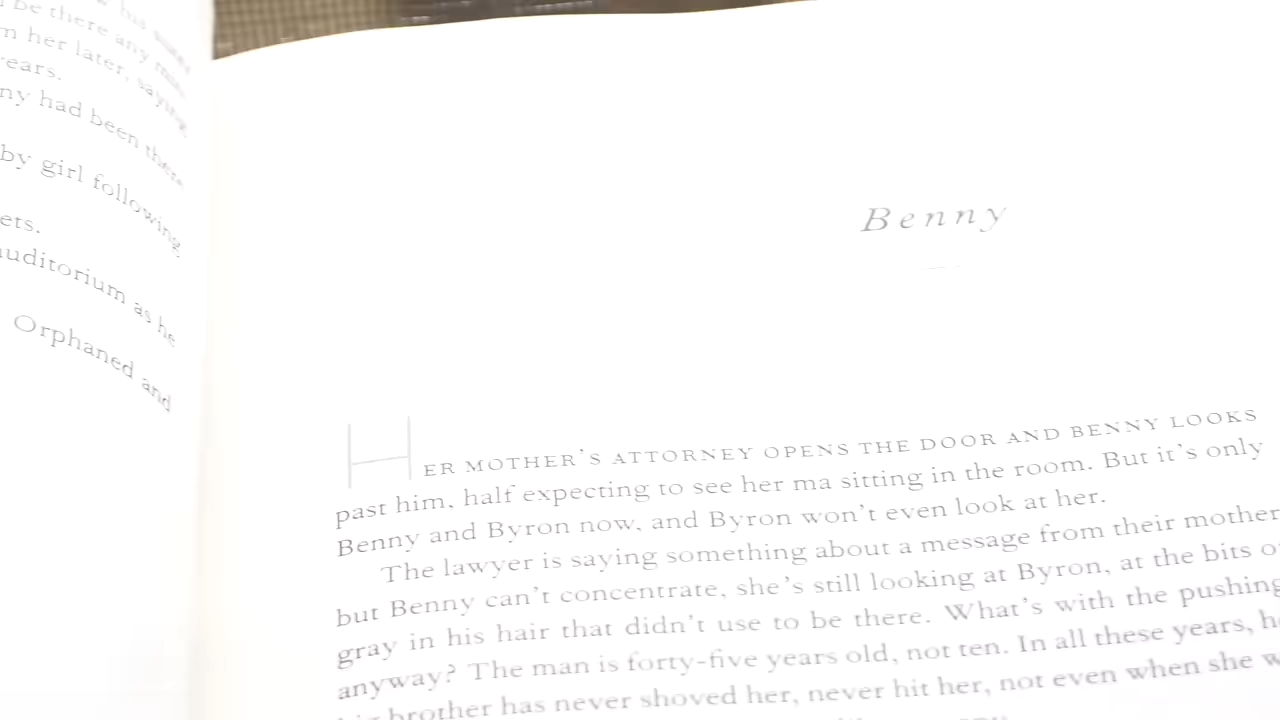 be there any
m her later, saying,
ears.
ny had been there
by girl following
ets.
auditorium as he
Orphaned and
Benny
HER MOTHER'S ATTORNEY OPENS THE DOOR AND BENNY LOOKS
past him, half expecting to see her ma sitting in the room. But it's only
Benny and Byron now, and Byron won't even look at her.
The lawyer is saying something about a message from their mother
but Benny can't concentrate, she's still looking at Byron, at the bits of
gray in his hair that didn't use to be there. What's with the pushing
anyway? The man is forty-five years old, not ten. In all these years, he
brother has never shoved her, never hit her, not even when she w